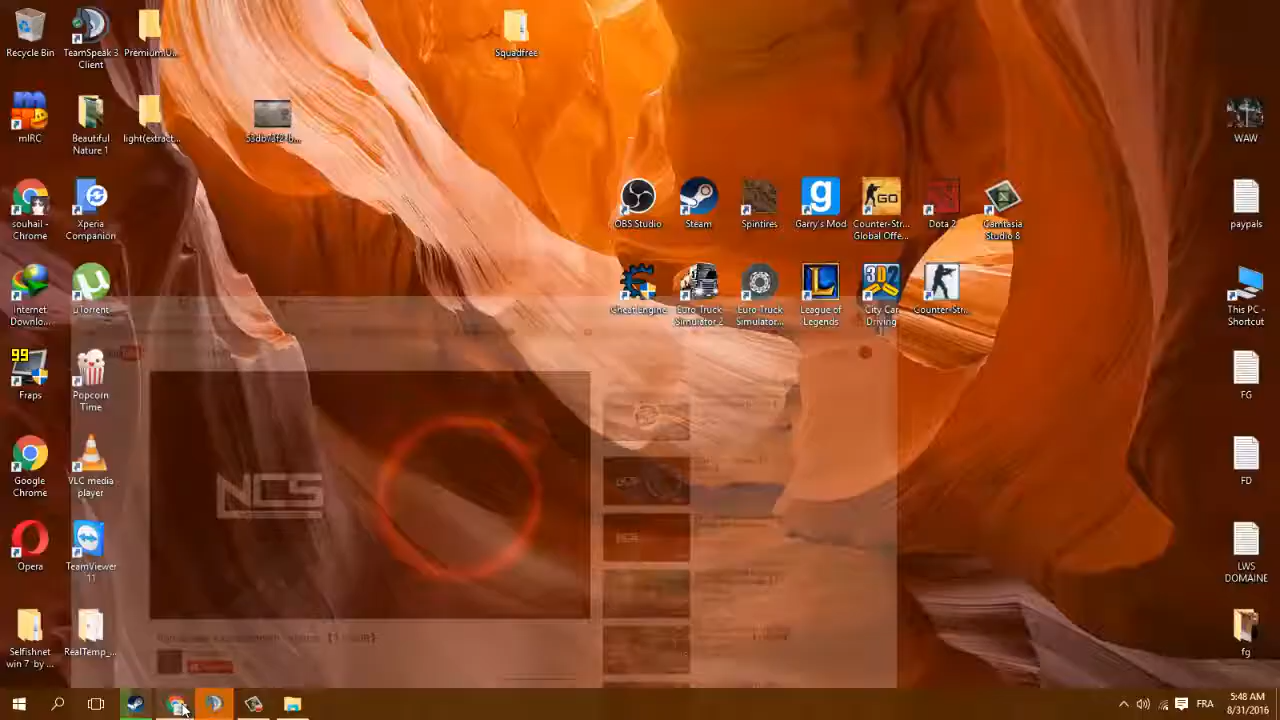 Recycle Bin
TeamSpeak 3
Client
PremiumU...
Squadfree
mIRC
Beautiful
Nature 1
light(extract...
WAW
souhail -
Chrome
Xperia
Companion
OBS Studio
Steam
Spintires
Garry's Mod
Counter-Str...
Global Offe...
Dota 2
Camtasia
Studio 8
paypals
Internet
Downlo...
uTorrent
Cheat Engine
Euro Truck
Simulator 2
Euro Truck
Simulator...
League of
Legends
City Car
Driving
Counter-Str...
This PC -
Shortcut
99
Fraps
Popcorn
Time
FG
Google
Chrome
VLC media
player
NCS
FD
Opera
TeamViewer
11
LWS
DOMAINE
Selfishnet
win 7 by ...
RealTemp_...
fg
FRA
5:48 AM
8/31/2016